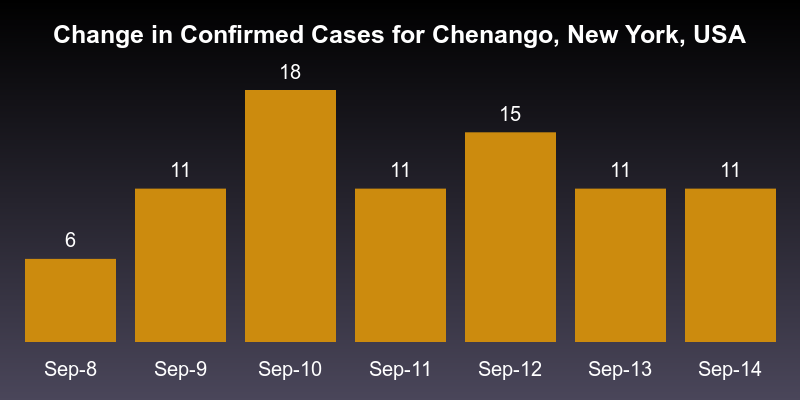 Change in Confirmed Cases for Chenango, New York, USA
6
11
18
11
15
11
11
Sep-8
Sep-9
Sep-10
Sep-11
Sep-12
Sep-13
Sep-14